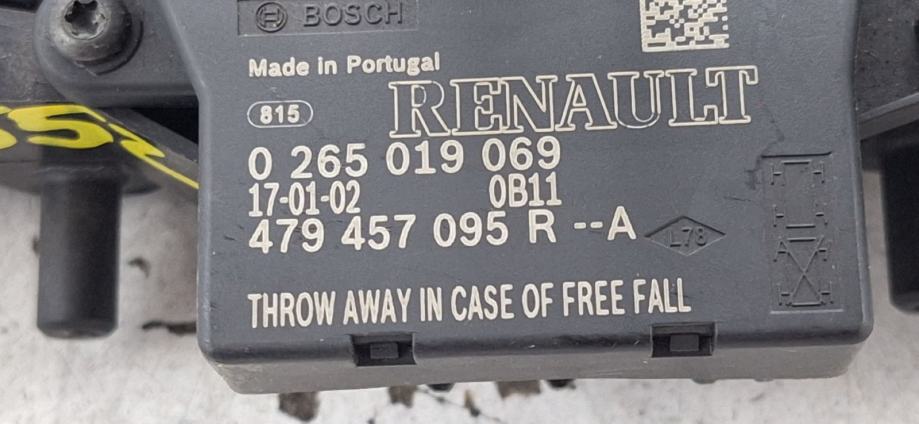 BOSCH
Made in Portugal
815
RENAULT
0 265 019 069
17-01-02 0B11
479 457 095 R --A
L78
THROW AWAY IN CASE OF FREE FALL